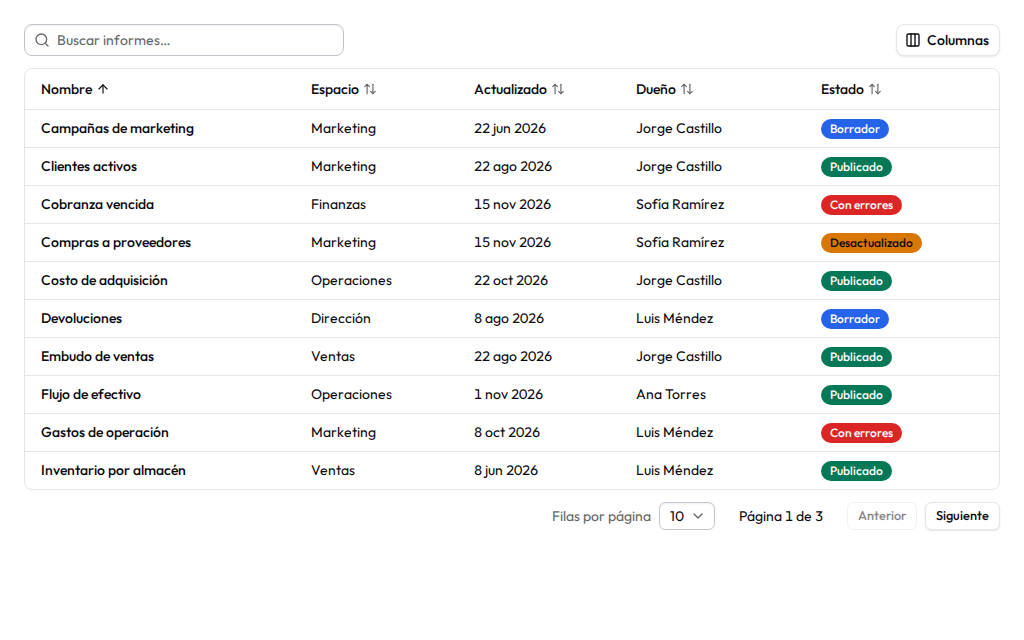 Buscar informes…
Columnas
Nombre Espacio Actualizado Dueño Estado
Campañas de marketing Marketing 22 jun 2026 Jorge Castillo Borrador
Clientes activos Marketing 22 ago 2026 Jorge Castillo Publicado
Cobranza vencida Finanzas 15 nov 2026 Sofía Ramírez Con errores
Compras a proveedores Marketing 15 nov 2026 Sofía Ramírez Desactualizado
Costo de adquisición Operaciones 22 oct 2026 Jorge Castillo Publicado
Devoluciones Dirección 8 ago 2026 Luis Méndez Borrador
Embudo de ventas Ventas 22 ago 2026 Jorge Castillo Publicado
Flujo de efectivo Operaciones 1 nov 2026 Ana Torres Publicado
Gastos de operación Marketing 8 oct 2026 Luis Méndez Con errores
Inventario por almacén Ventas 8 jun 2026 Luis Méndez Publicado
Filas por página 10 Página 1 de 3 Anterior Siguiente